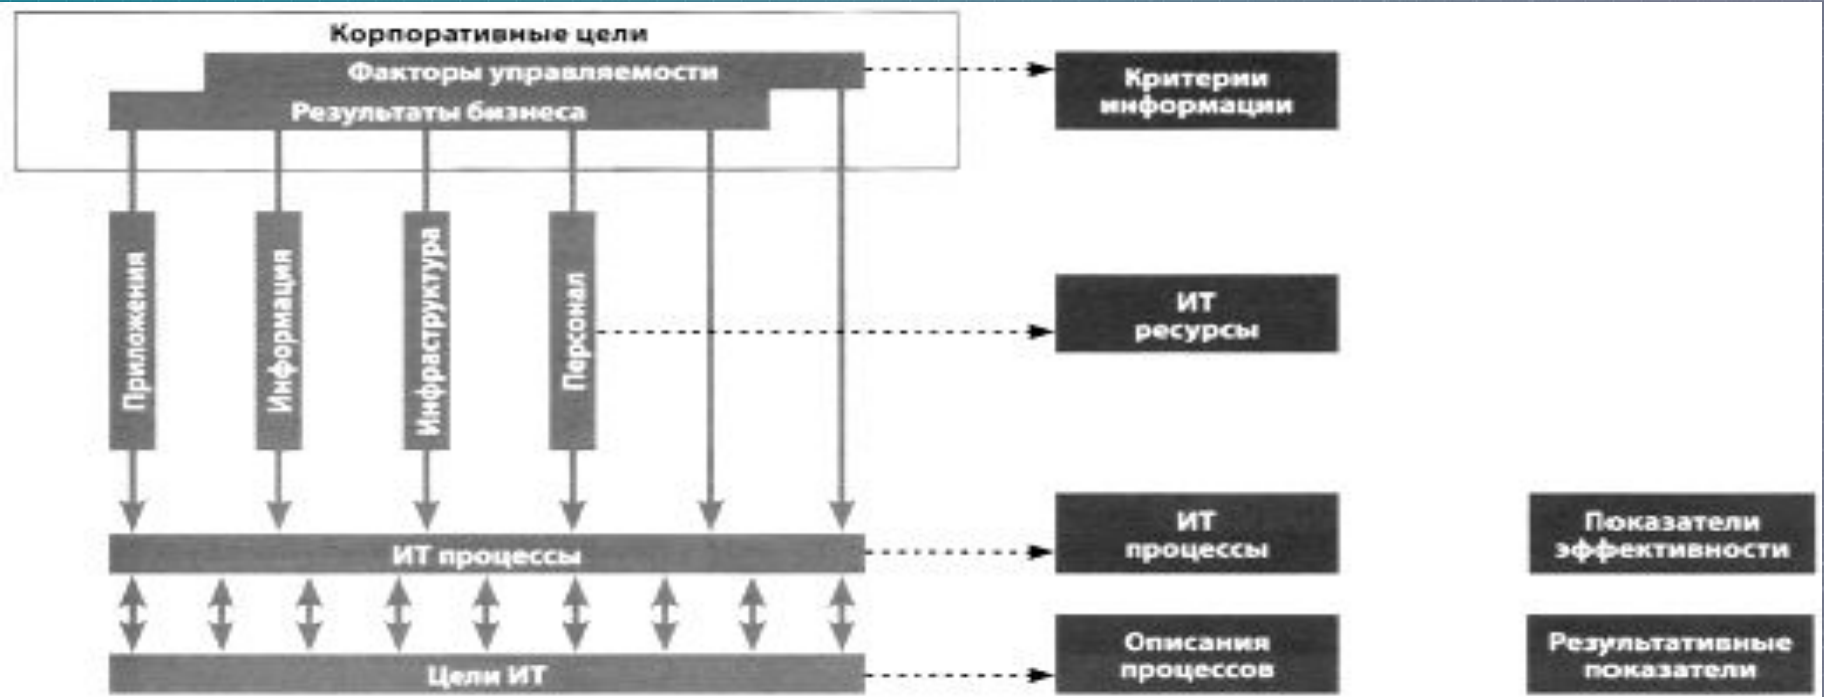 Корпоративные цели
Факторы управляемости
Результаты бизнеса
Критерии
информации
Приложения
Информация
Инфраструктура
Персонал
ИТ
ресурсы
ИТ процессы
ИТ
процессы
Показатели
эффективности
Цели ИТ
Описания
процессов
Результативные
показатели